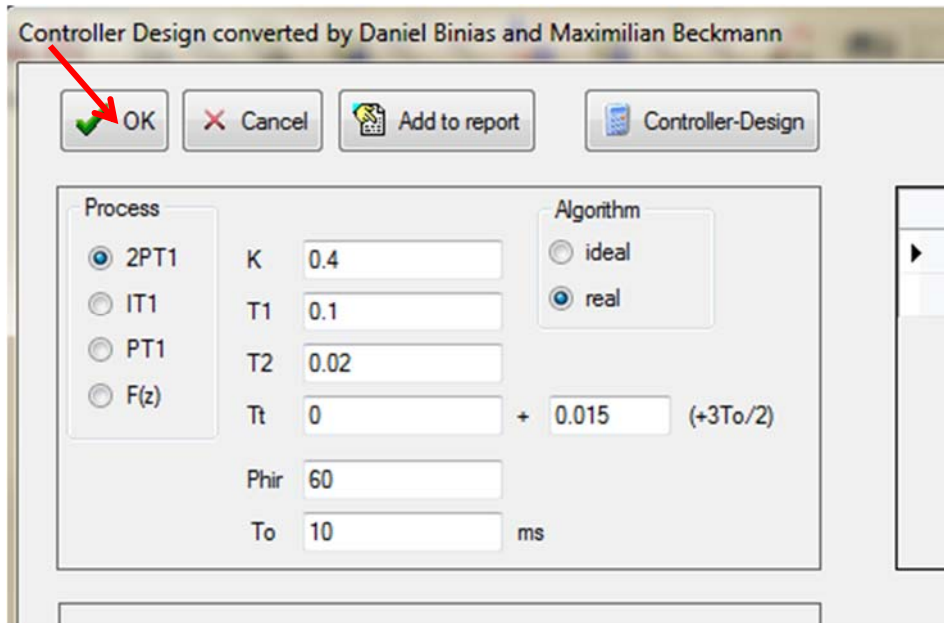 Controller Design converted by Daniel Binias and Maximilian Beckmann
OK Cancel Add to report Controller-Design
Process
2PT1
IT1
PT1
F(z)
K 0.4
T1 0.1
T2 0.02
Tt 0 + 0.015 (+3To/2)
Phir 60
To 10 ms
Algorithm
ideal
real